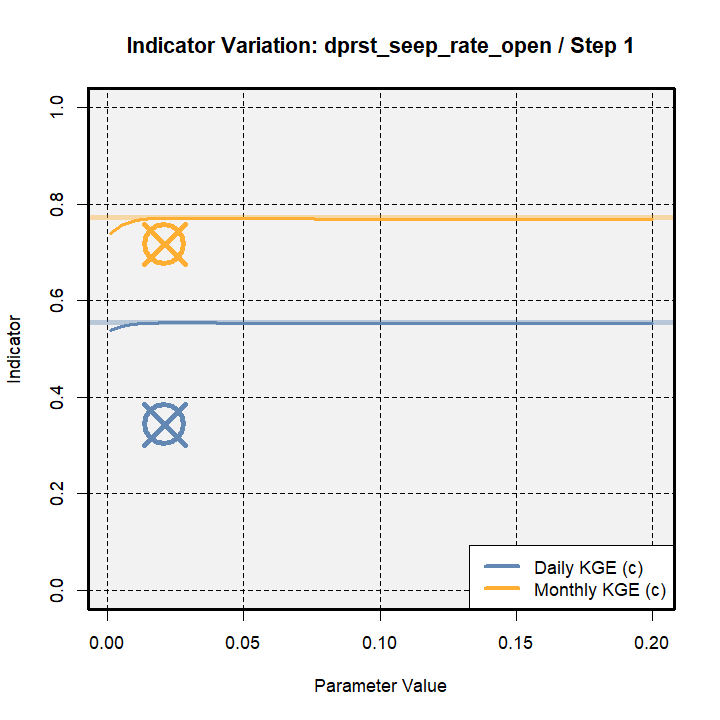 Indicator Variation: dprst_seep_rate_open / Step 1
Indicator
1.0
0.8
0.6
0.4
0.2
0.0
Daily KGE (c)
Monthly KGE (c)
0.00 0.05 0.10 0.15 0.20
Parameter Value